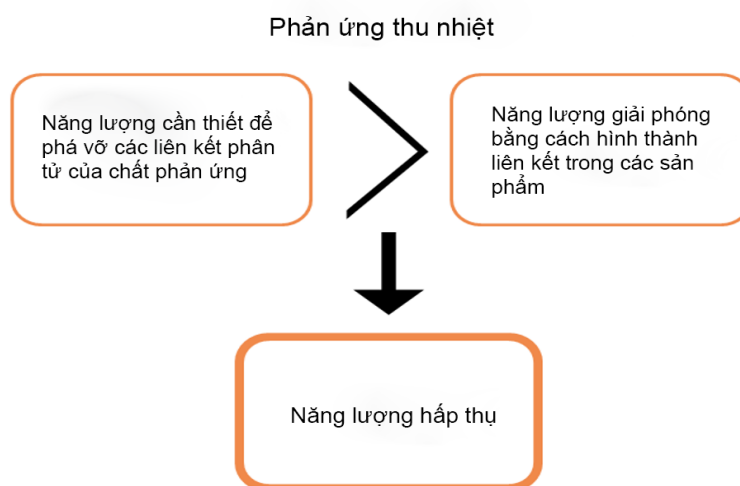 Phản ứng thu nhiệt
Năng lượng cần thiết để
phá vỡ các liên kết phân
tử của chất phản ứng
Năng lượng giải phóng
bằng cách hình thành
liên kết trong các sản
phẩm
Năng lượng hấp thụ